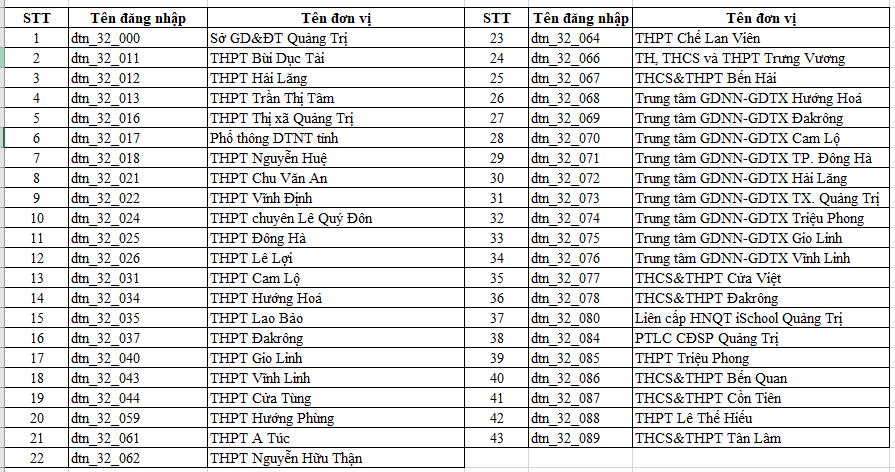 STT Tên đăng nhập Tên đơn vị STT Tên đăng nhập Tên đơn vị
1 dtn_32_000 Sở GD&ĐT Quảng Trị 23 dtn_32_064 THPT Chế Lan Viên
2 dtn_32_011 THPT Bùi Dục Tài 24 dtn_32_066 TH, THCS và THPT Trưng Vương
3 dtn_32_012 THPT Hải Lăng 25 dtn_32_067 THCS&THPT Bến Hải
4 dtn_32_013 THPT Trần Thị Tâm 26 dtn_32_068 Trung tâm GDNN-GDTX Hướng Hoá
5 dtn_32_016 THPT Thị xã Quảng Trị 27 dtn_32_069 Trung tâm GDNN-GDTX Đakrông
6 dtn_32_017 Phổ thông DTNT tỉnh 28 dtn_32_070 Trung tâm GDNN-GDTX Cam Lộ
7 dtn_32_018 THPT Nguyễn Huệ 29 dtn_32_071 Trung tâm GDNN-GDTX TP. Đông Hà
8 dtn_32_021 THPT Chu Văn An 30 dtn_32_072 Trung tâm GDNN-GDTX Hải Lăng
9 dtn_32_022 THPT Vĩnh Định 31 dtn_32_073 Trung tâm GDNN-GDTX TX. Quảng Trị
10 dtn_32_024 THPT chuyên Lê Quý Đôn 32 dtn_32_074 Trung tâm GDNN-GDTX Triệu Phong
11 dtn_32_025 THPT Đông Hà 33 dtn_32_075 Trung tâm GDNN-GDTX Gio Linh
12 dtn_32_026 THPT Lê Lợi 34 dtn_32_076 Trung tâm GDNN-GDTX Vĩnh Linh
13 dtn_32_031 THPT Cam Lộ 35 dtn_32_077 THCS&THPT Cửa Việt
14 dtn_32_034 THPT Hướng Hoá 36 dtn_32_078 THCS&THPT Đakrông
15 dtn_32_035 THPT Lao Bảo 37 dtn_32_080 Liên cấp HNQT iSchool Quảng Trị
16 dtn_32_037 THPT Đakrông 38 dtn_32_084 PTLC CĐSP Quảng Trị
17 dtn_32_040 THPT Gio Linh 39 dtn_32_085 THPT Triệu Phong
18 dtn_32_043 THPT Vĩnh Linh 40 dtn_32_086 THCS&THPT Bến Quan
19 dtn_32_044 THPT Cửa Tùng 41 dtn_32_087 THCS&THPT Cồn Tiên
20 dtn_32_059 THPT Hướng Phùng 42 dtn_32_088 THPT Lê Thế Hiếu
21 dtn_32_061 THPT A Túc 43 dtn_32_089 THCS&THPT Tân Lâm
22 dtn_32_062 THPT Nguyễn Hữu Thận